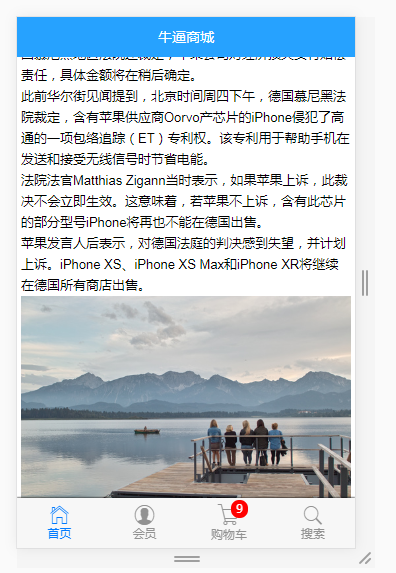 牛逼商城
责任，具体金额将在稍后确定。
此前华尔街见闻提到，北京时间周四下午，德国慕尼黑法
院裁定，含有苹果供应商Qorvo产芯片的iPhone侵犯了高
通的一项包络追踪（ET）专利权。该专利用于帮助手机在
发送和接受无线信号时节省电能。
法院法官Matthias Zigann当时表示，如果苹果上诉，此裁
决不会立即生效。这意味着，若苹果不上诉，含有此芯片
的部分型号iPhone将再也不能在德国出售。
苹果发言人后表示，对德国法庭的判决感到失望，并计划
上诉。iPhone XS、iPhone XS Max和iPhone XR将继续
在德国所有商店出售。
9
首页 会员 购物车 搜索